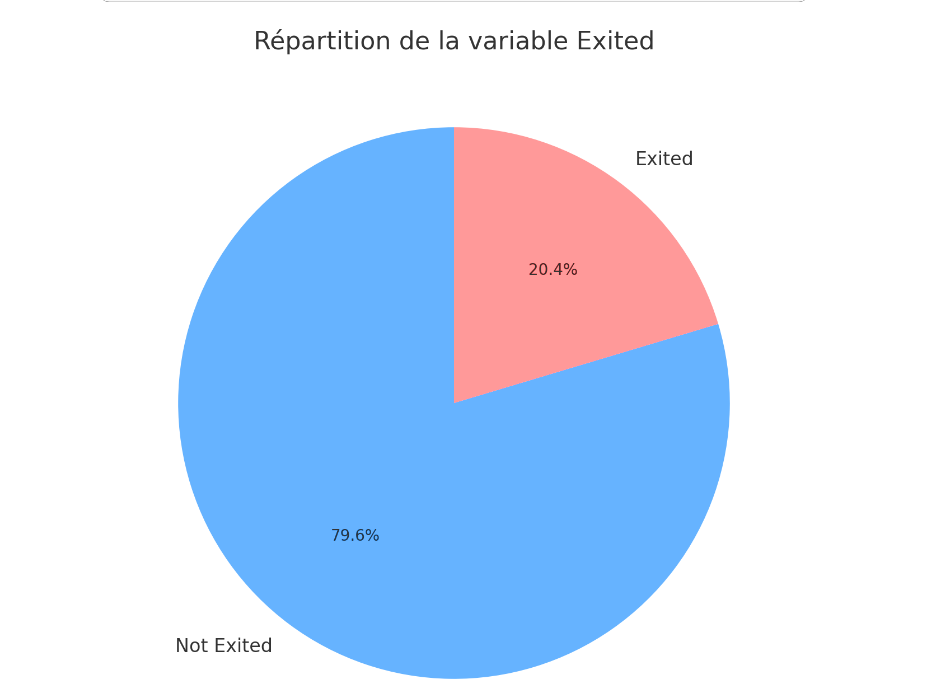 Répartition de la variable Exited
Exited
20.4%
79.6%
Not Exited